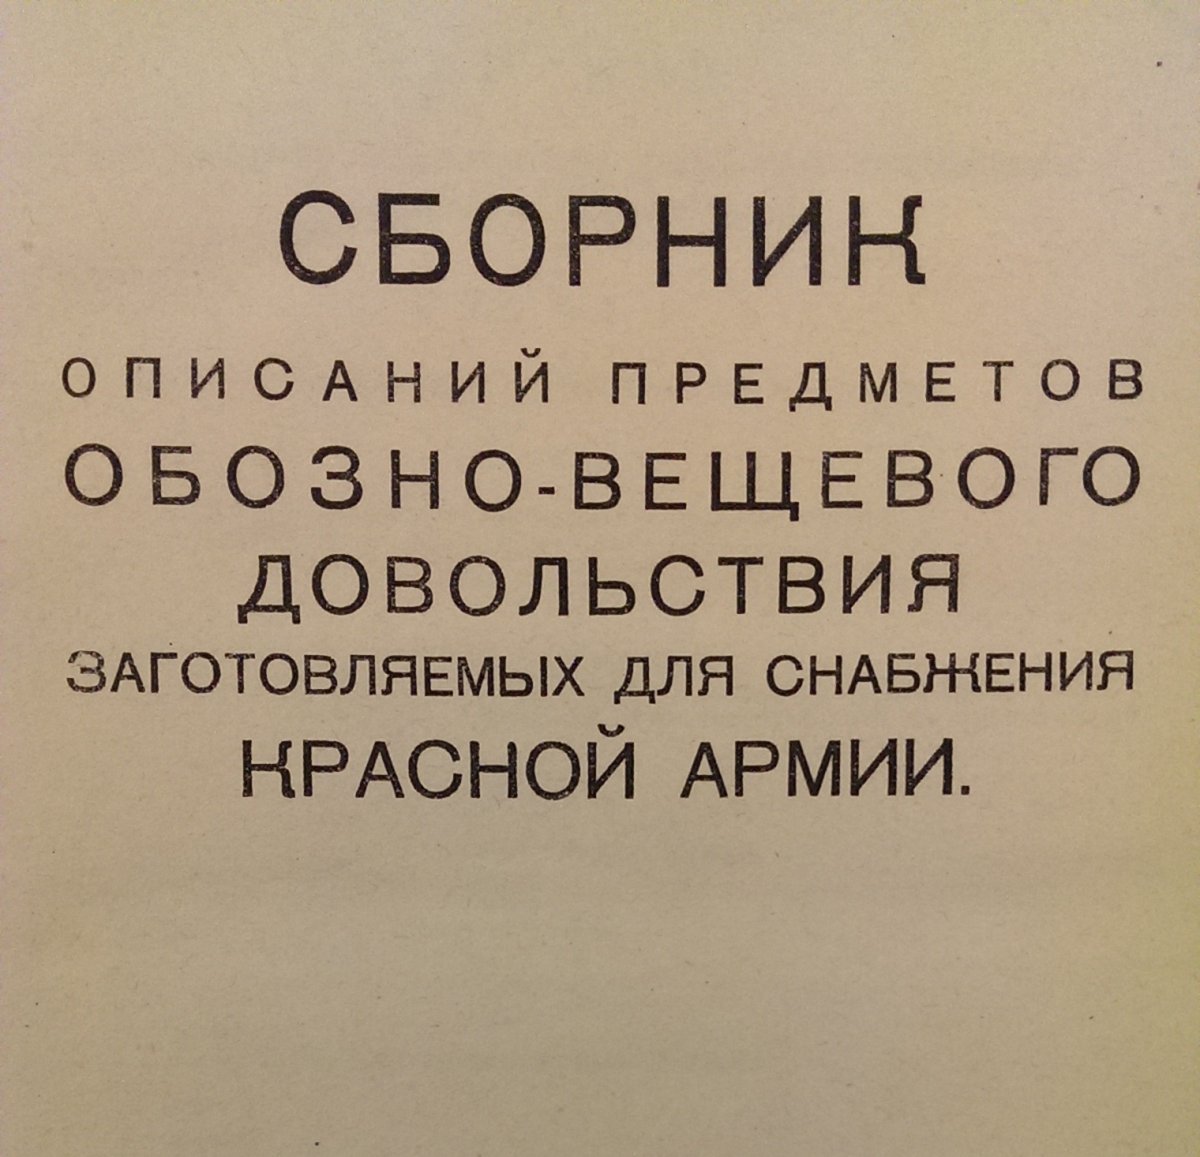 СБОРНИК
ОПИСАНИЙ ПРЕДМЕТОВ
ОБОЗНО-ВЕЩЕВОГО
ДОВОЛЬСТВИЯ
ЗАГОТОВЛЯЕМЫХ ДЛЯ СНАБЖЕНИЯ
КРАСНОЙ АРМИИ.